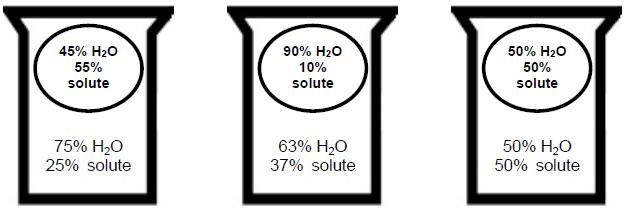 45% H₂O
55%
solute
75% H₂O
25% solute
90% H₂O
10%
solute
63% H₂O
37% solute
50% H₂O
50%
solute
50% H₂O
50% solute